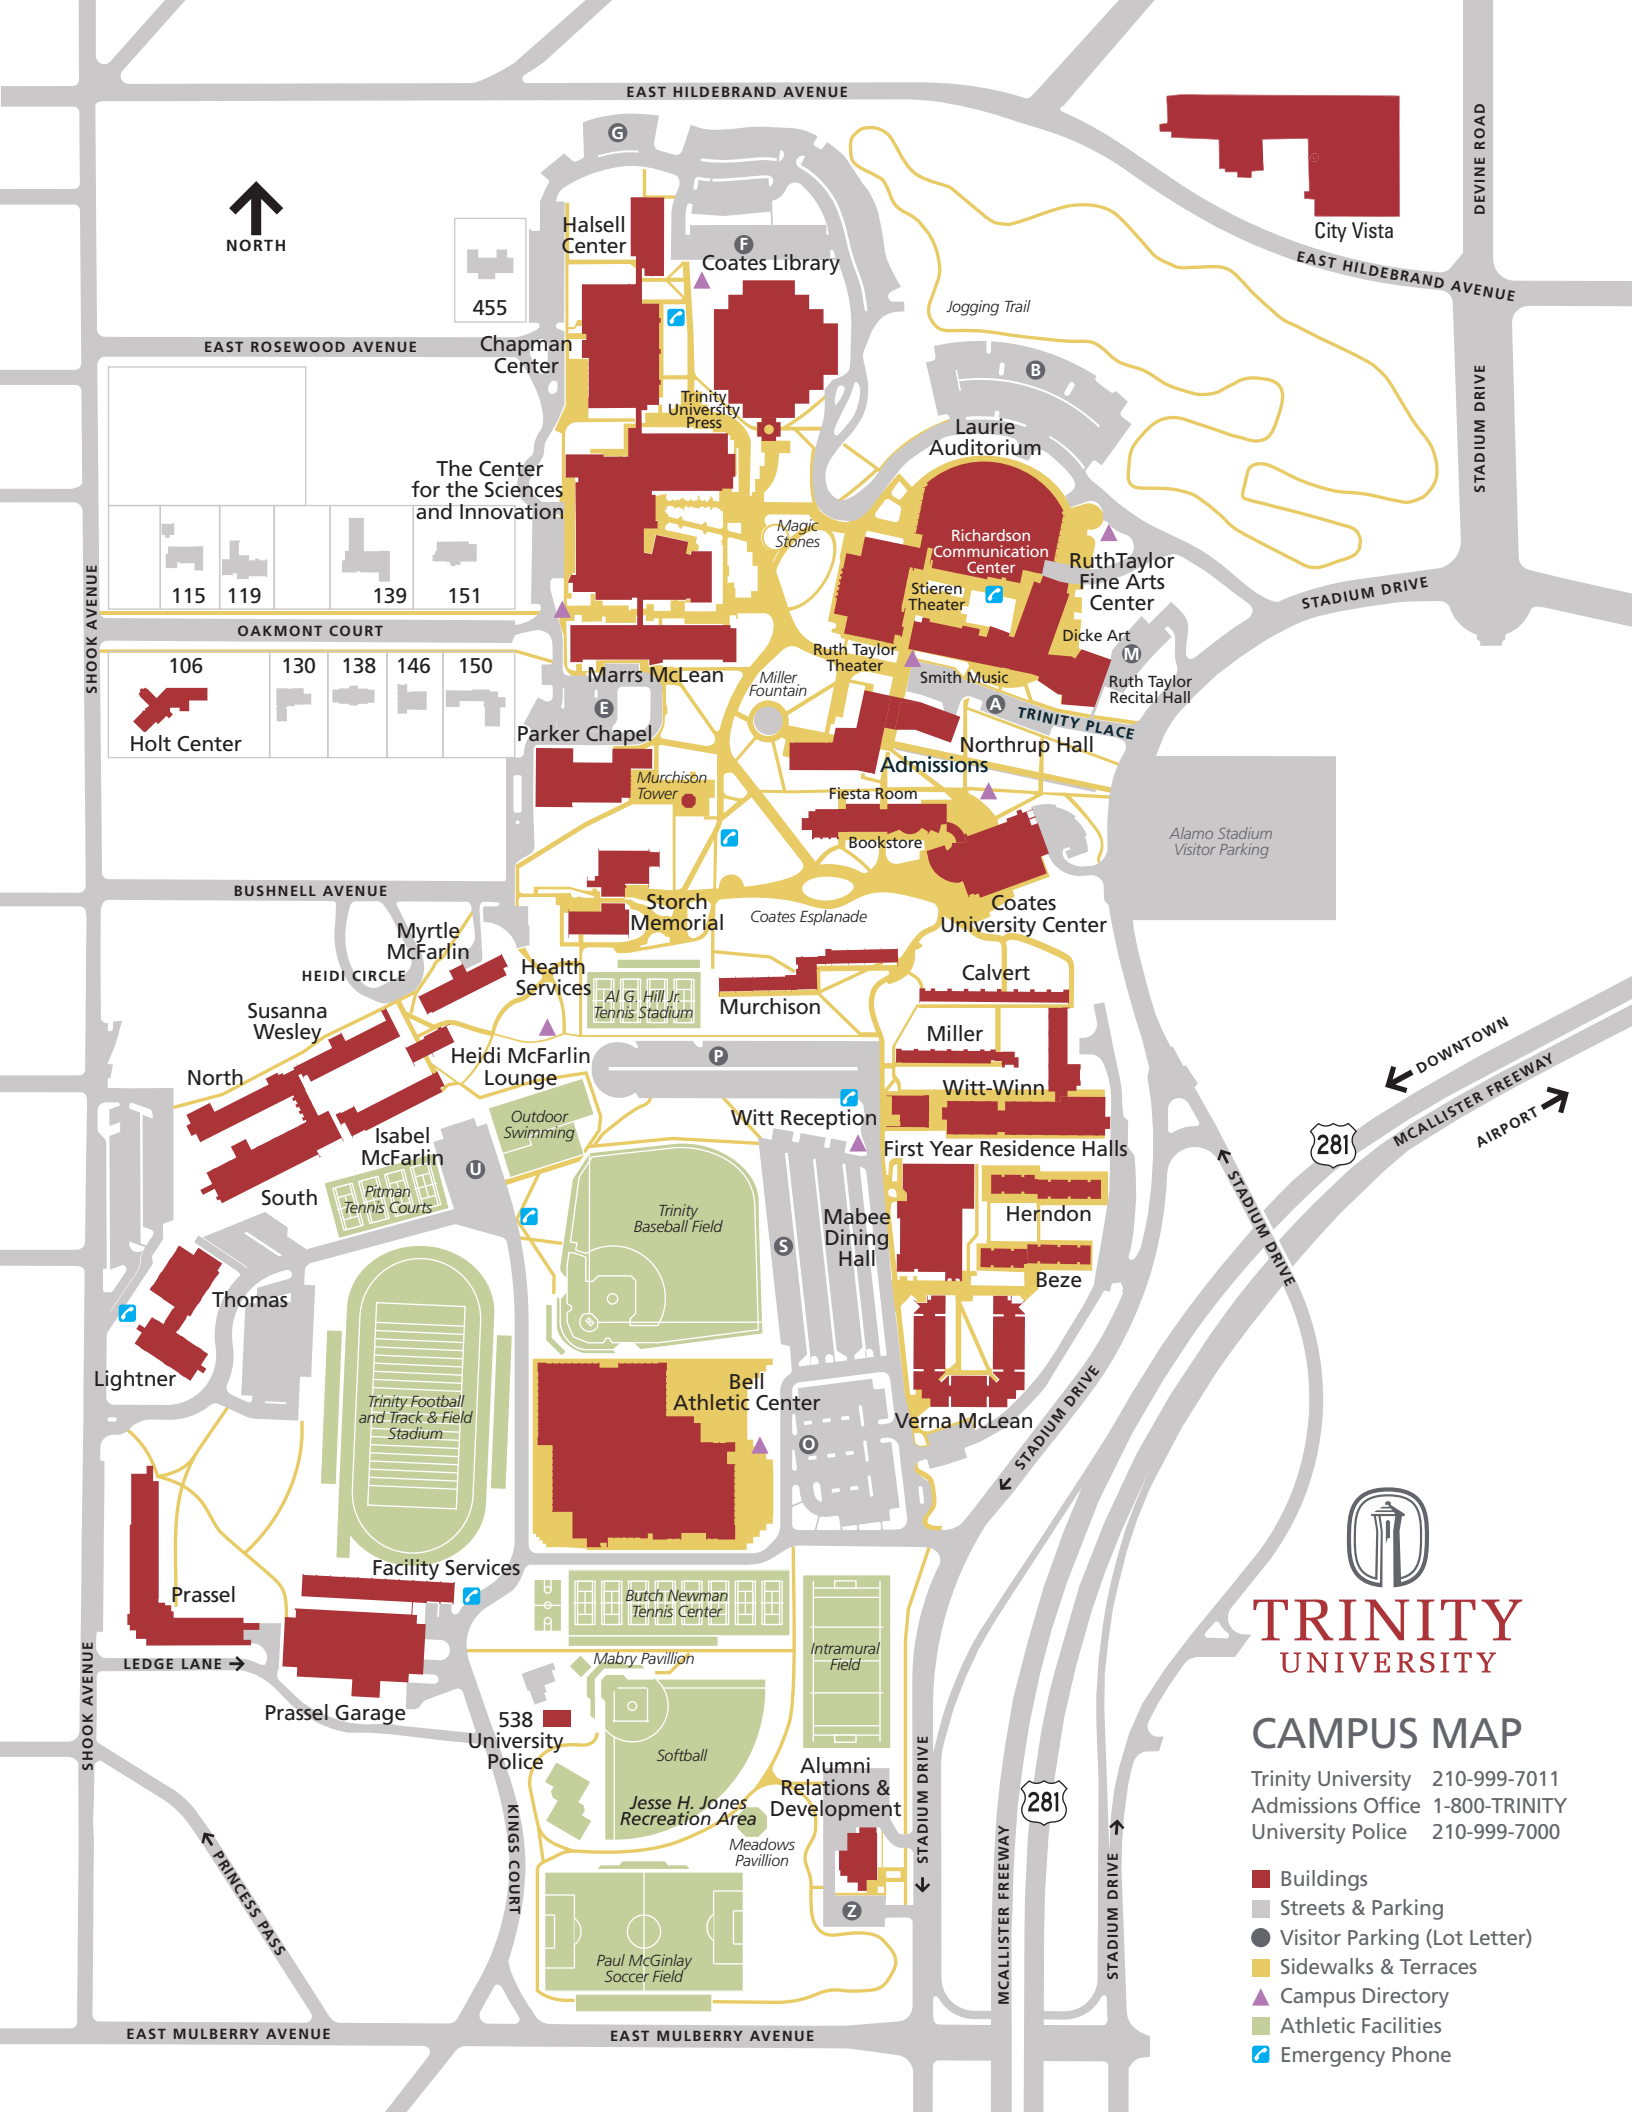 EAST HILDEBRAND AVENUE
G
DEVINE ROAD
City Vista
EAST HILDEBRAND AVENUE
NORTH
Halsell
Center
F
Coates Library
455
Jogging Trail
EAST ROSEWOOD AVENUE
Chapman
Center
B
STADIUM DRIVE
Trinity
University
Press
Laurie
Auditorium
The Center
for the Sciences
and Innovation
Magic
Stones
Richardson
Communication
Center
RuthTaylor
Fine Arts
Center
Stieren
Theater
115
119
139
151
STADIUM DRIVE
SHOOK AVENUE
OAKMONT COURT
Dicke Art
M
Ruth Taylor
Theater
Smith Music
Ruth Taylor
Recital Hall
106
130
138
146
150
Marrs McLean
Miller
Fountain
E
A
TRINITY PLACE
Holt Center
Parker Chapel
Northrup Hall
Admissions
Murchison
Tower
Fiesta Room
Bookstore
Alamo Stadium
Visitor Parking
BUSHNELL AVENUE
Storch
Memorial
Coates Esplanade
Coates
University Center
Myrtle
McFarlin
HEIDI CIRCLE
Health
Services
Al G. Hill Jr.
Tennis Stadium
Murchison
Calvert
Susanna
Wesley
Miller
DOWNTOWN
MCALLISTER FREEWAY
AIRPORT
281
North
Heidi McFarlin
Lounge
P
Witt-Winn
Outdoor
Swimming
Witt Reception
First Year Residence Halls
Isabel
McFarlin
U
South
Pitman
Tennis Courts
Trinity
Baseball Field
S
Mabee
Dining
Hall
Herndon
STADIUM DRIVE
Beze
Thomas
Lightner
Trinity Football
and Track & Field
Stadium
Bell
Athletic Center
O
Verna McLean
STADIUM DRIVE
Facility Services
Prassel
Butch Newman
Tennis Center
Intramural
Field
LEDGE LANE
Mabry Pavillion
Prassel Garage
SHOOK AVENUE
538
University
Police
Softball
Alumni
Relations &
Development
STADIUM DRIVE
Jesse H. Jones
Recreation Area
Meadows
Pavillion
KINGS COURT
PRINCESS PASS
Z
281
MCALLISTER FREEWAY
STADIUM DRIVE
Paul McGinlay
Soccer Field
EAST MULBERRY AVENUE
EAST MULBERRY AVENUE
TRINITY
UNIVERSITY
CAMPUS MAP
Trinity University 210-999-7011
Admissions Office 1-800-TRINITY
University Police 210-999-7000
Buildings
Streets & Parking
Visitor Parking (Lot Letter)
Sidewalks & Terraces
Campus Directory
Athletic Facilities
Emergency Phone